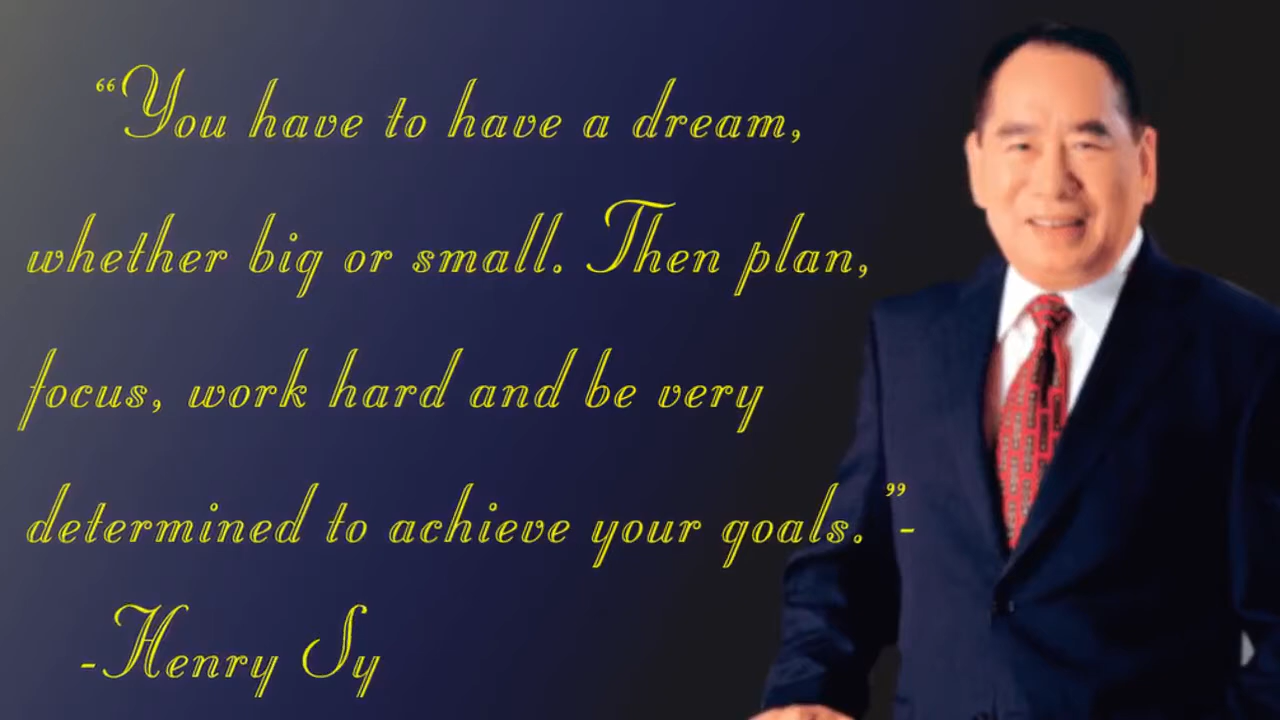 “You have to have a dream,
whether big or small. Then plan,
focus, work hard and be very
determined to achieve your goals.”-
-Henry Sy